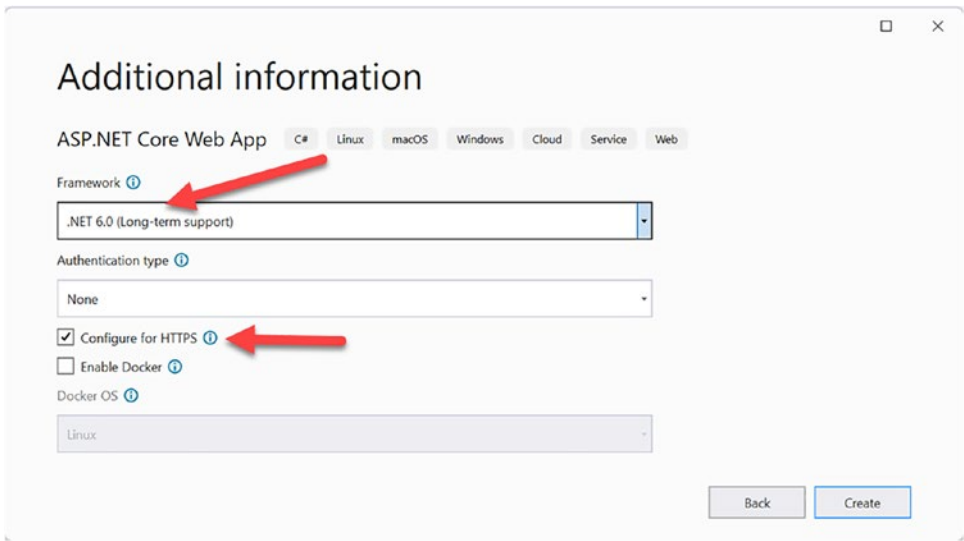 Additional information
ASP.NET Core Web App C# Linux macOS Windows Cloud Service Web
Framework
.NET 6.0 (Long-term support)
Authentication type
None
Configure for HTTPS
Enable Docker
Docker OS
Linux
Back Create